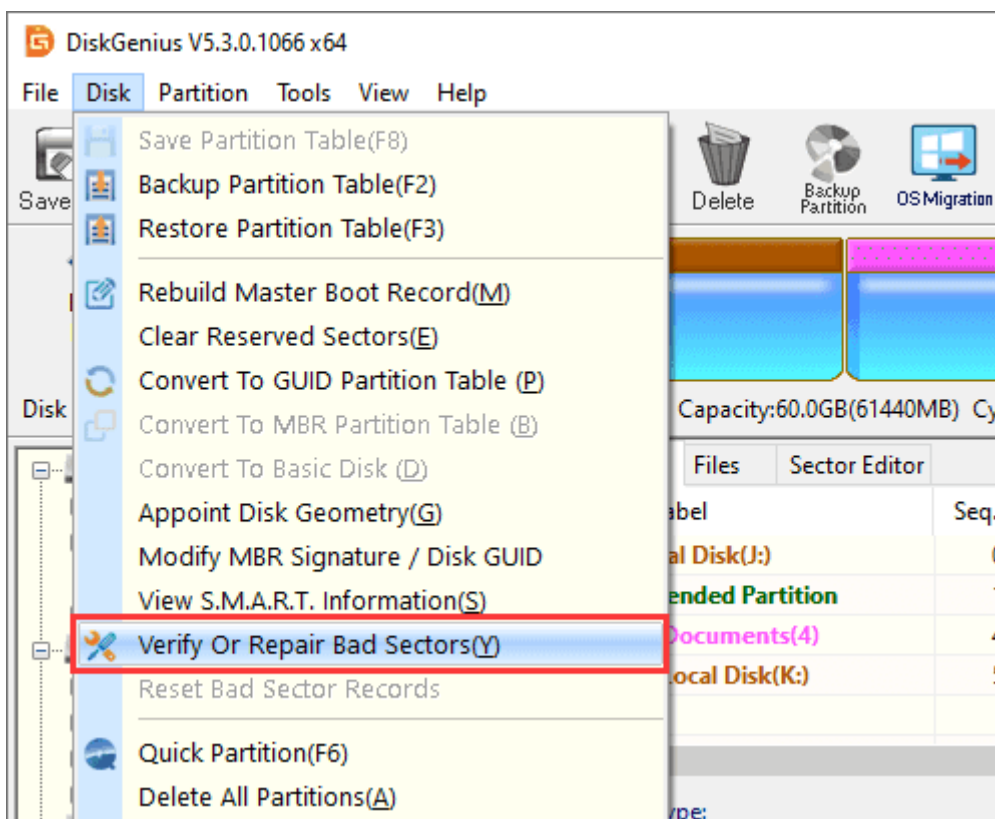 DiskGenius V5.3.0.1066 x64
File Disk Partition Tools View Help
Save Partition Table(F8)
Backup Partition Table(F2)
Restore Partition Table(F3)
Rebuild Master Boot Record(M)
Clear Reserved Sectors(E)
Convert To GUID Partition Table (P)
Convert To MBR Partition Table (B)
Convert To Basic Disk (D)
Appoint Disk Geometry(G)
Modify MBR Signature / Disk GUID
View S.M.A.R.T. Information(S)
Verify Or Repair Bad Sectors(Y)
Reset Bad Sector Records
Quick Partition(F6)
Delete All Partitions(A)
Save
Delete
Backup
Partition
OS Migration
Disk
Capacity:60.0GB(61440MB) Cy
Files Sector Editor
abel Seq.
al Disk(J:)
ended Partition
Documents(4) 4
ocal Disk(K:)
ype: